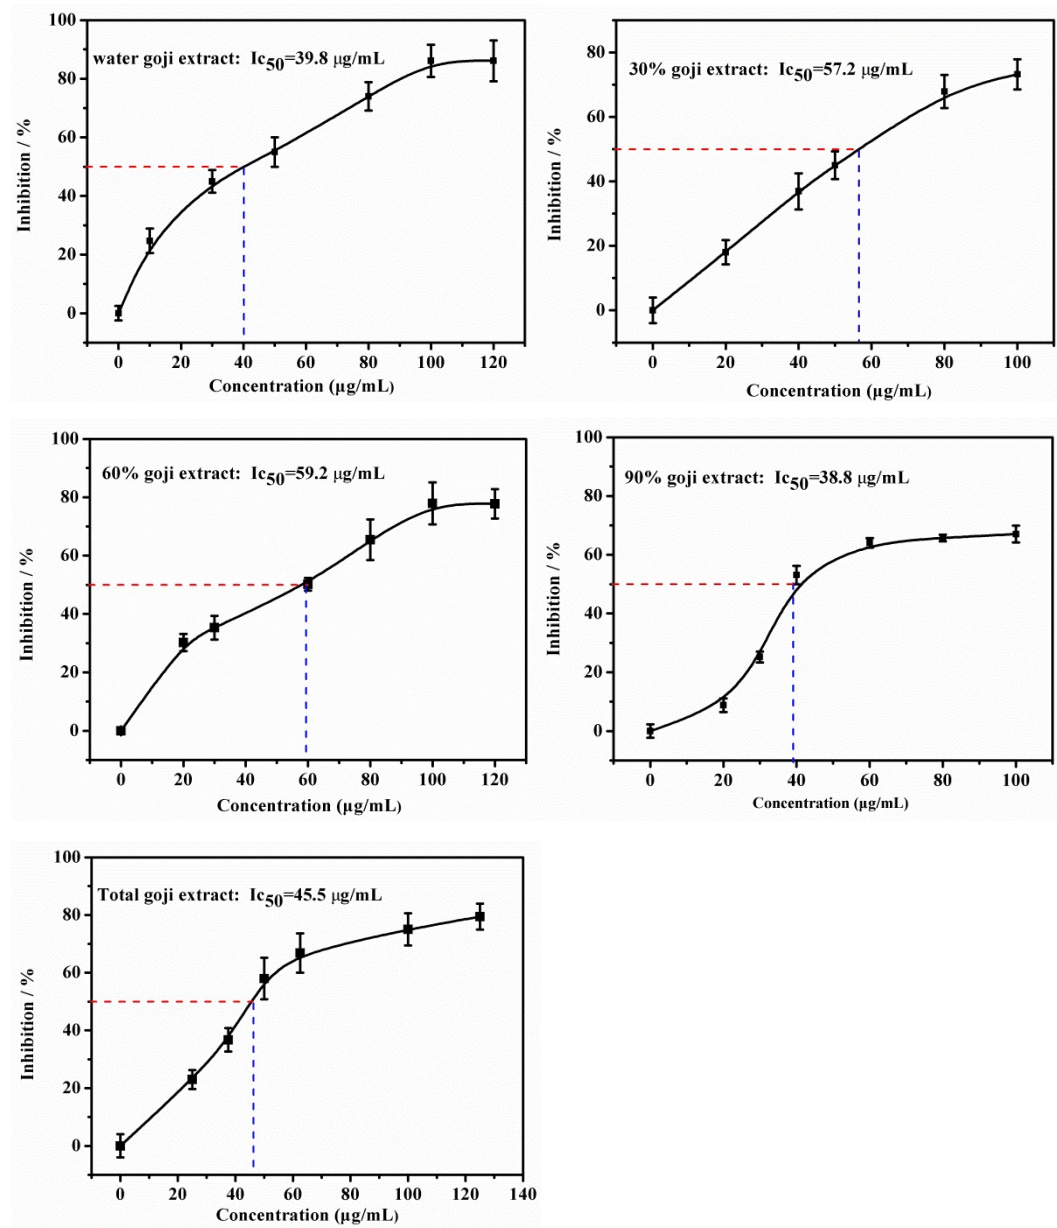 100
80
60
40
20
0
Inhibition / %
water goji extract: Ic50=39.8 µg/mL
0 20 40 60 80 100 120
Concentration (µg/mL)
80
60
40
20
0
Inhibition / %
30% goji extract: Ic50=57.2 µg/mL
0 20 40 60 80 100
Concentration (µg/mL)
100
80
60
40
20
0
Inhibition / %
60% goji extract: Ic50=59.2 µg/mL
0 20 40 60 80 100 120
Concentration (µg/mL)
100
80
60
40
20
0
Inhibition / %
90% goji extract: Ic50=38.8 µg/mL
0 20 40 60 80 100
Concentration (µg/mL)
100
80
60
40
20
0
Inhibition / %
Total goji extract: Ic50=45.5 µg/mL
0 20 40 60 80 100 120 140
Concentration (µg/mL)